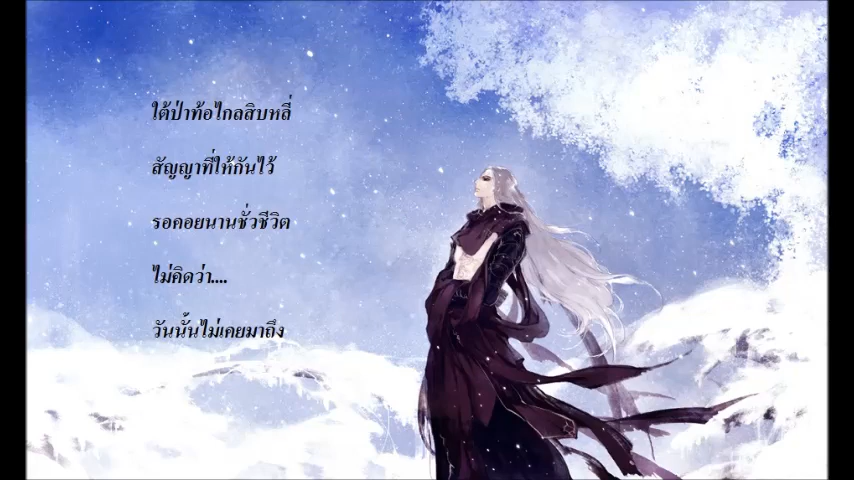 ใต้ป่าท้อไกลสิบหลี่
สัญญาที่ให้กันไว้
รอคอยนานชั่วชีวิต
ไม่คิดว่า....
วันนั้นไม่เคยมาถึง